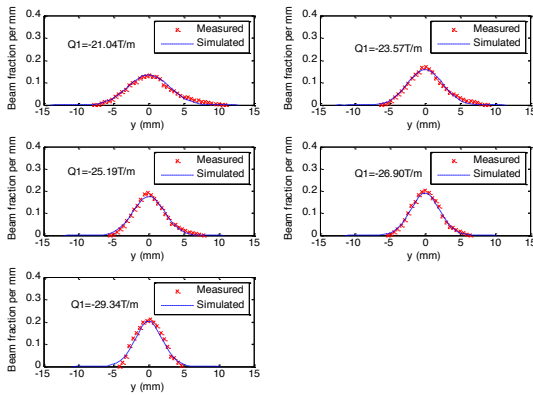 Beam fraction per mm
0.4
0.3
0.2
0.1
0
Q1=-21.04T/m
Measured
Simulated
-15 -10 -5 0 5 10 15
y (mm)
Beam fraction per mm
0.4
0.3
0.2
0.1
0
Q1=-23.57T/m
Measured
Simulated
-15 -10 -5 0 5 10 15
y (mm)
Beam fraction per mm
0.4
0.3
0.2
0.1
0
Q1=-25.19T/m
Measured
Simulated
-15 -10 -5 0 5 10 15
y (mm)
Beam fraction per mm
0.4
0.3
0.2
0.1
0
Q1=-26.90T/m
Measured
Simulated
-15 -10 -5 0 5 10 15
y (mm)
Beam fraction per mm
0.4
0.3
0.2
0.1
0
Q1=-29.34T/m
Measured
Simulated
-15 -10 -5 0 5 10 15
y (mm)